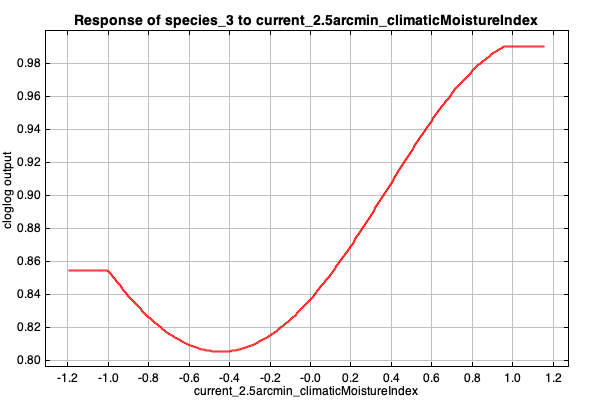 Response of species_3 to current_2.5arcmin_climaticMoistureIndex
0.98
0.96
0.94
0.92
0.90
0.88
0.86
0.84
0.82
0.80
cloglog output
-1.2 -1.0 -0.8 -0.6 -0.4 -0.2 -0.0 0.2 0.4 0.6 0.8 1.0 1.2
current_2.5arcmin_climaticMoistureIndex